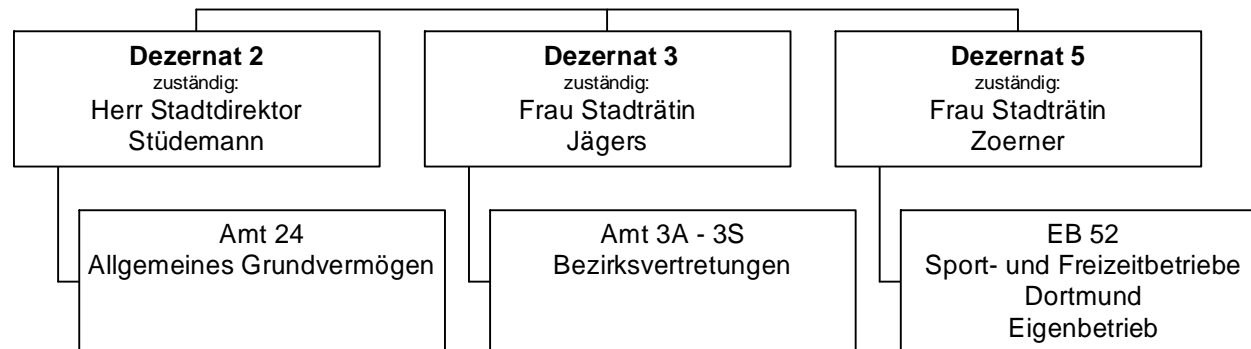 Dezernat 2
zuständig:
Herr Stadtdirektor
Stüdemann
Dezernat 3
zuständig:
Frau Stadträtin
Jägers
Dezernat 5
zuständig:
Frau Stadträtin
Zoerner
Amt 24
Allgemeines Grundvermögen
Amt 3A - 3S
Bezirksvertretungen
EB 52
Sport- und Freizeitbetriebe
Dortmund
Eigenbetrieb